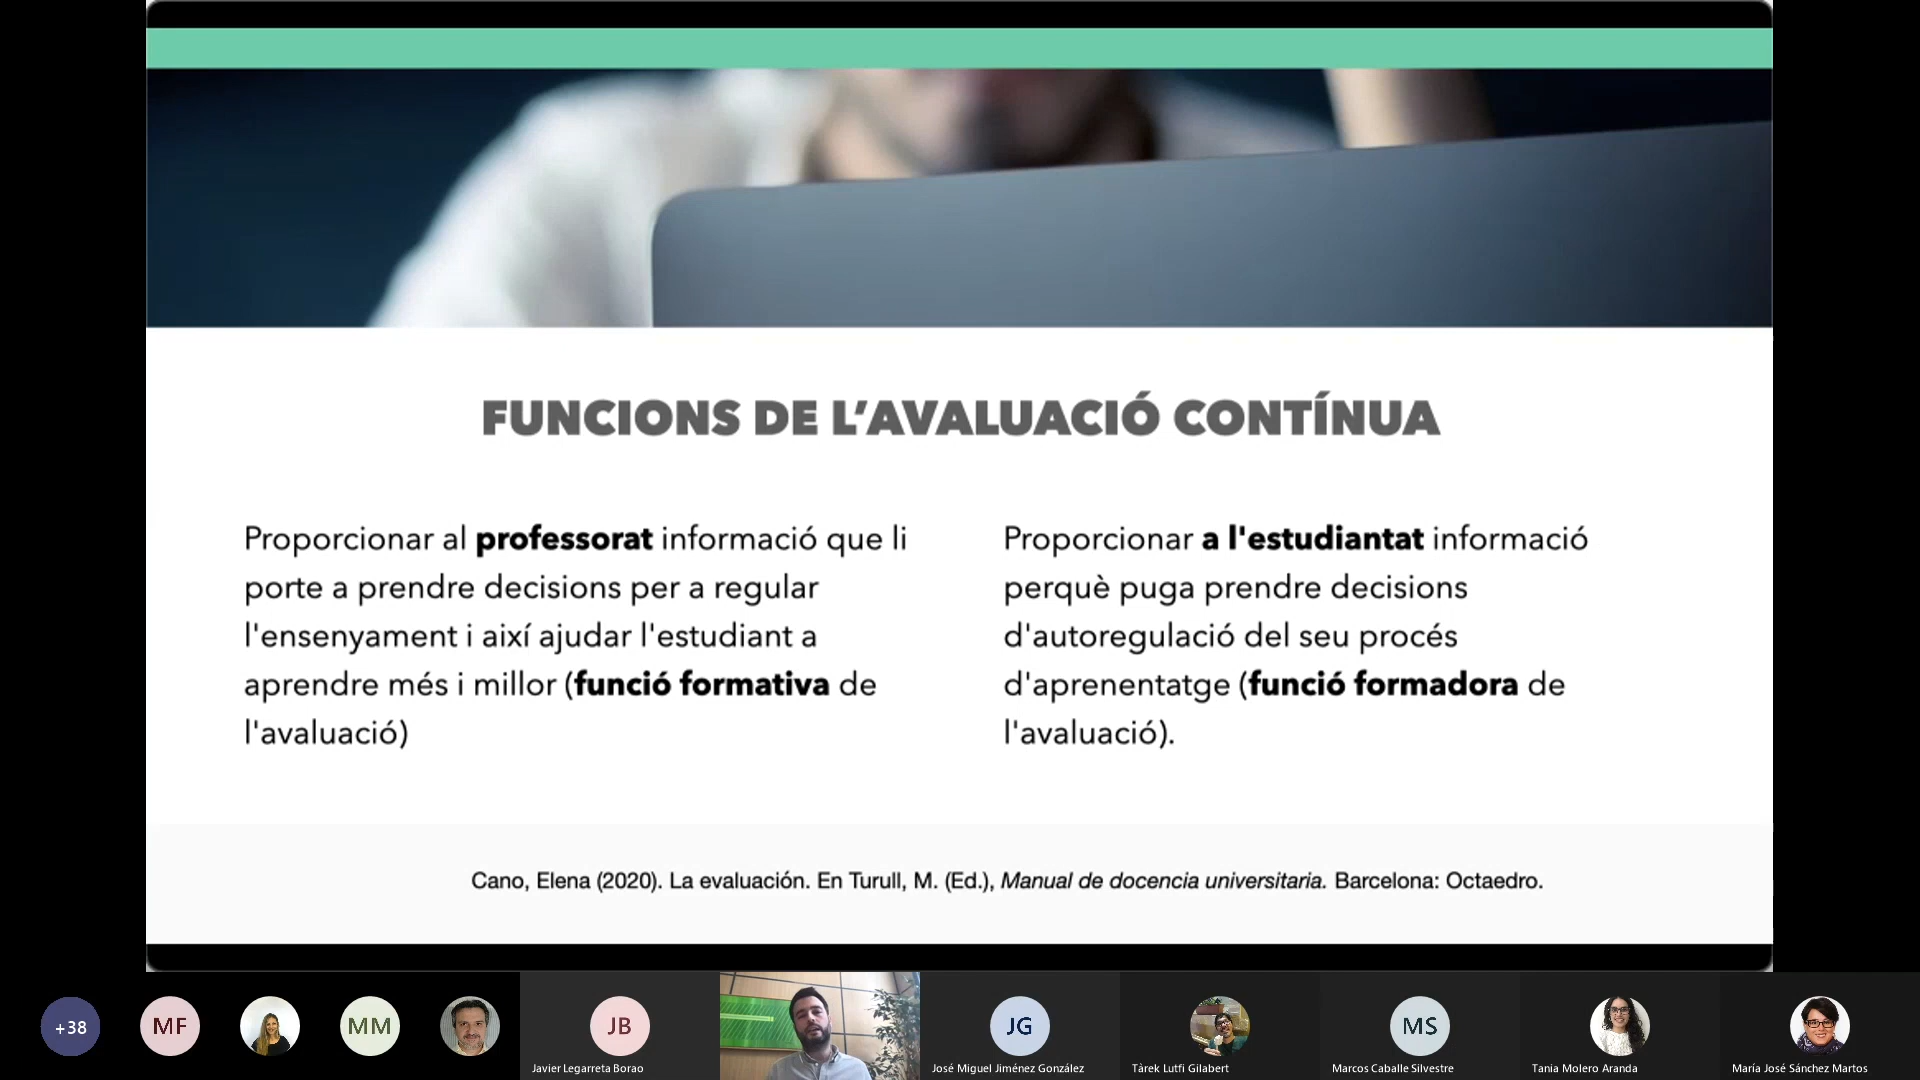 FUNCIONS DE L’AVALUACIÓ CONTÍNUA
Proporcionar al professorat informació que li
porte a prendre decisions per a regular
l'ensenyament i així ajudar l'estudiant a
aprendre més i millor (funció formativa de
l'avaluació)
Proporcionar a l'estudiantat informació
perquè puga prendre decisions
d'autoregulació del seu procés
d'aprenentatge (funció formadora de
l'avaluació).
Cano, Elena (2020). La evaluación. En Turull, M. (Ed.), Manual de docencia universitaria. Barcelona: Octaedro.
+38
MF
MM
JB
JG
MS
Javier Legarreta Borao
José Miguel Jiménez González
Tàrek Lutfi Gilabert
Marcos Caballe Silvestre
Tania Molero Aranda
María José Sánchez Martos